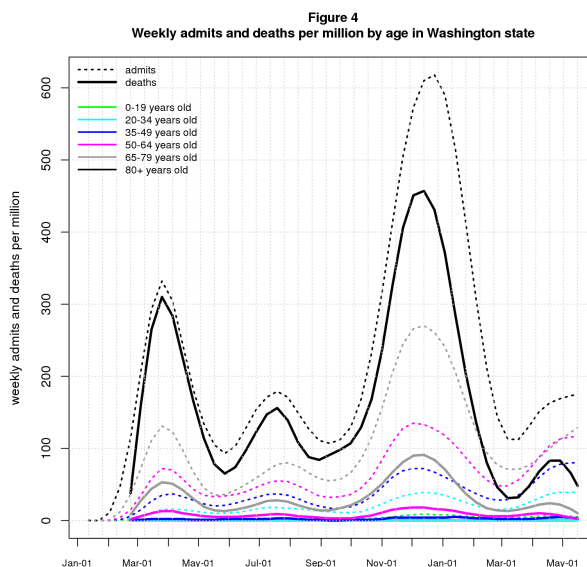 Figure 4
Weekly admits and deaths per million by age in Washington state
admits
deaths
0-19 years old
20-34 years old
35-49 years old
50-64 years old
65-79 years old
80+ years old
weekly admits and deaths per million
600
500
400
300
200
100
0
Jan-01 Mar-01 May-01 Jul-01 Sep-01 Nov-01 Jan-01 Mar-01 May-01